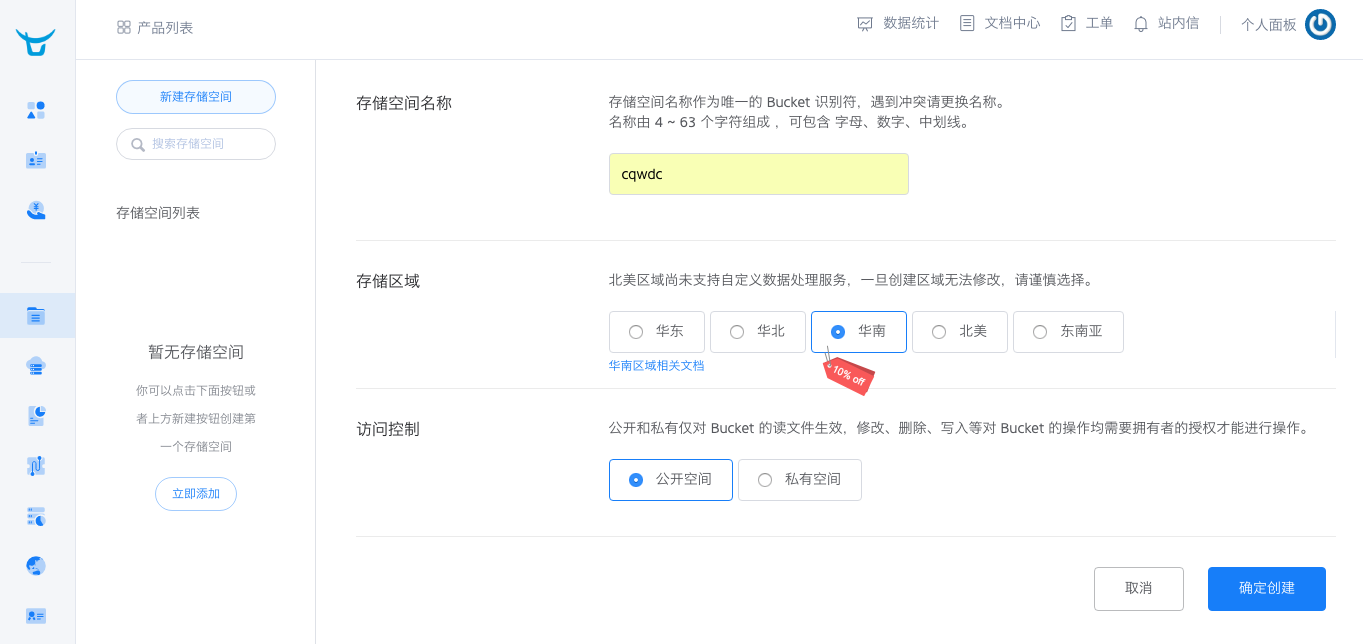 产品列表
数据统计
文档中心
工单
站内信
个人面板
新建存储空间
搜索存储空间
存储空间列表
暂无存储空间
你可以点击下面按钮或
者上方新建按钮创建第
一个存储空间
立即添加
存储空间名称
存储空间名称作为唯一的 Bucket 识别符，遇到冲突请更换名称。
名称由 4 ~ 63 个字符组成 ，可包含 字母、数字、中划线。
cqwdc
存储区域
北美区域尚未支持自定义数据处理服务，一旦创建区域无法修改，请谨慎选择。
华东
华北
华南
北美
东南亚
华南区域相关文档
10% off
访问控制
公开和私有仅对 Bucket 的读文件生效，修改、删除、写入等对 Bucket 的操作均需要拥有者的授权才能进行操作。
公开空间
私有空间
取消
确定创建